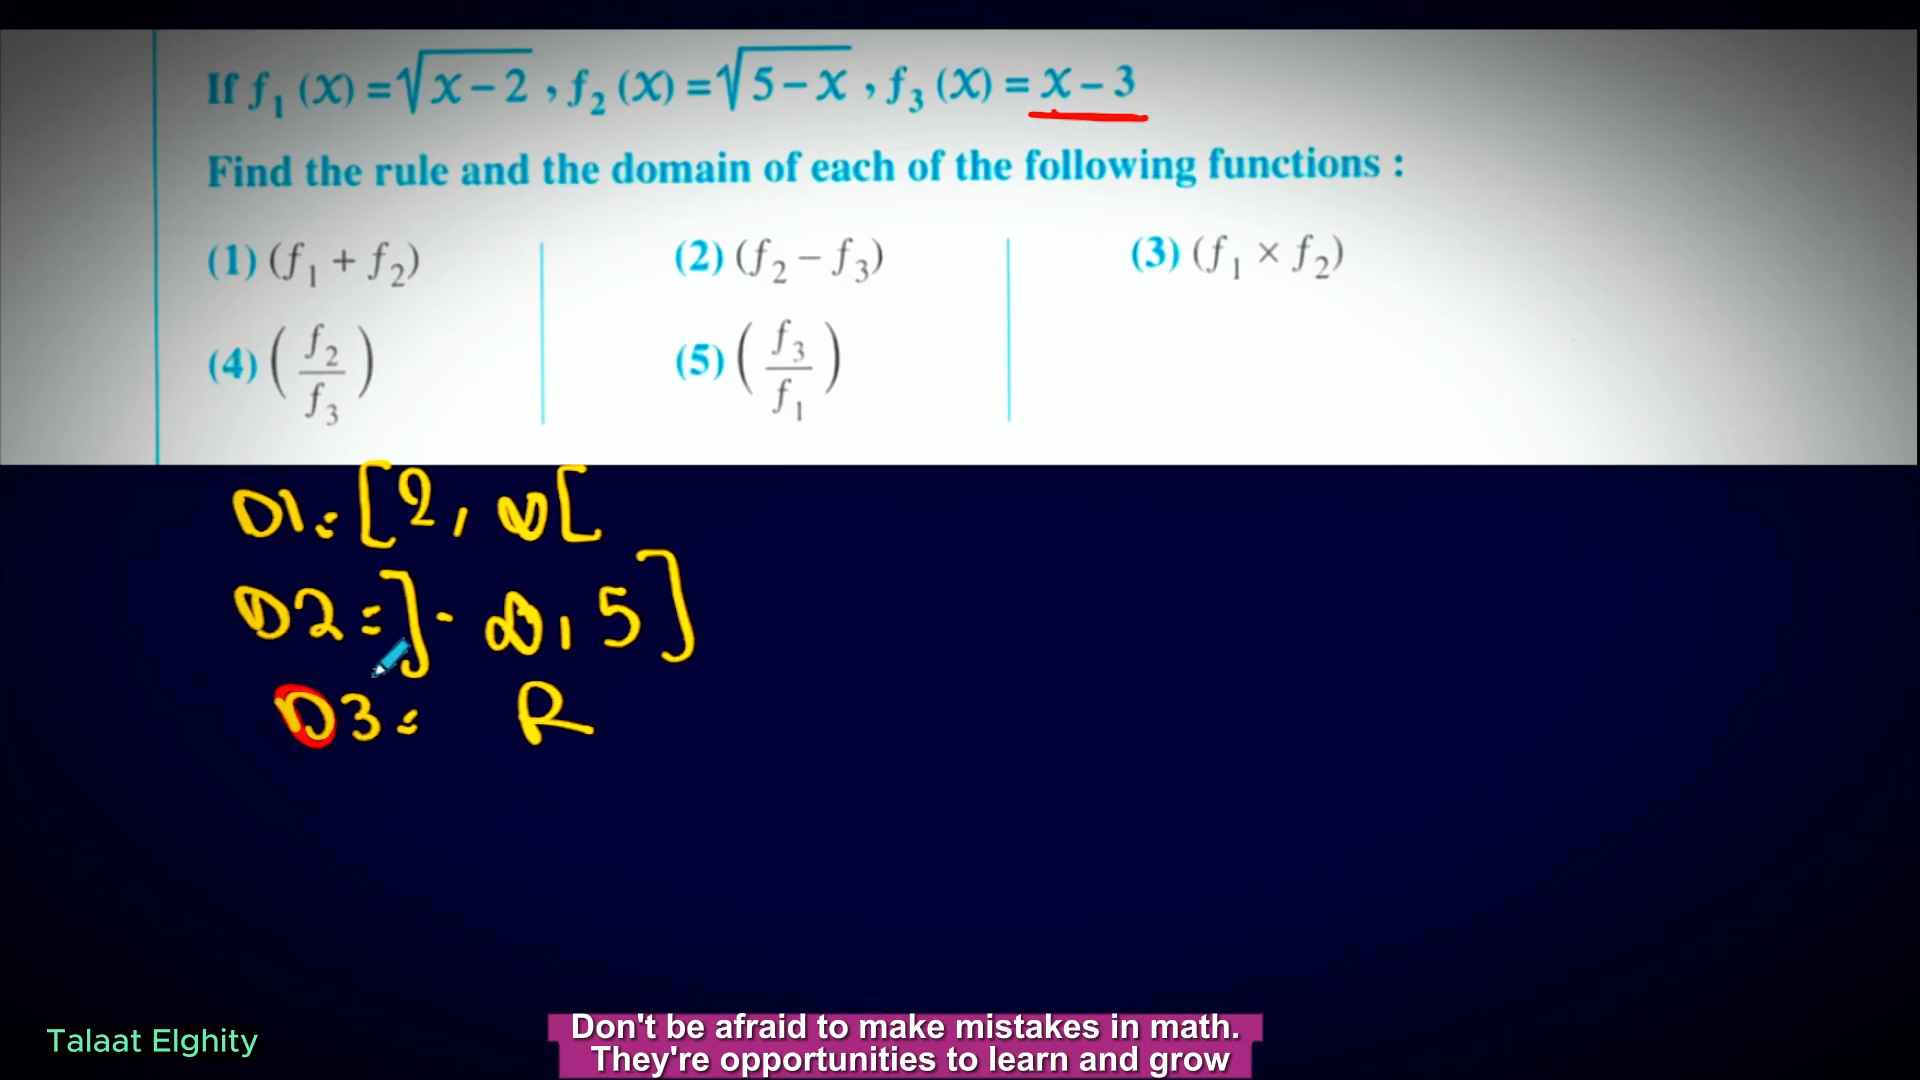 If f₁ (x) = √x – 2 , f₂ (x) = √5 – x , f₃ (x) = x – 3
Find the rule and the domain of each of the following functions :
(1) (f₁ + f₂) (2) (f₂ – f₃) (3) (f₁ × f₂)
(4) (f₂/f₃) (5) (f₃/f₁)
D1 = [2, ∞[
D2 = ]- ∞, 5]
D3 = R
Talaat Elghity
Don't be afraid to make mistakes in math.
They're opportunities to learn and grow